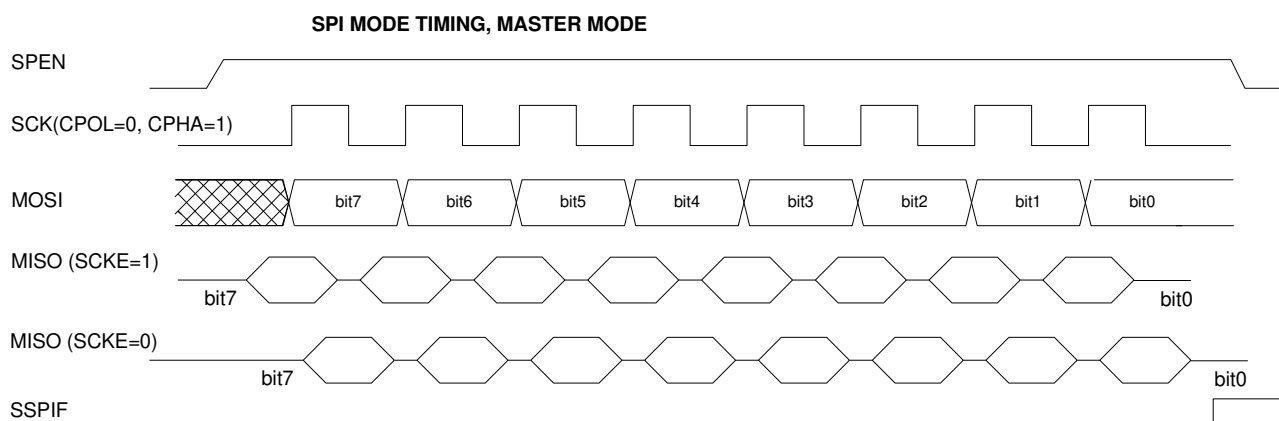 SPI MODE TIMING, MASTER MODE
SPEN
SCK(CPOL=0, CPHA=1)
MOSI
bit7 bit6 bit5 bit4 bit3 bit2 bit1 bit0
MISO (SCKE=1)
bit7 bit0
MISO (SCKE=0)
bit7 bit0
SSPIF